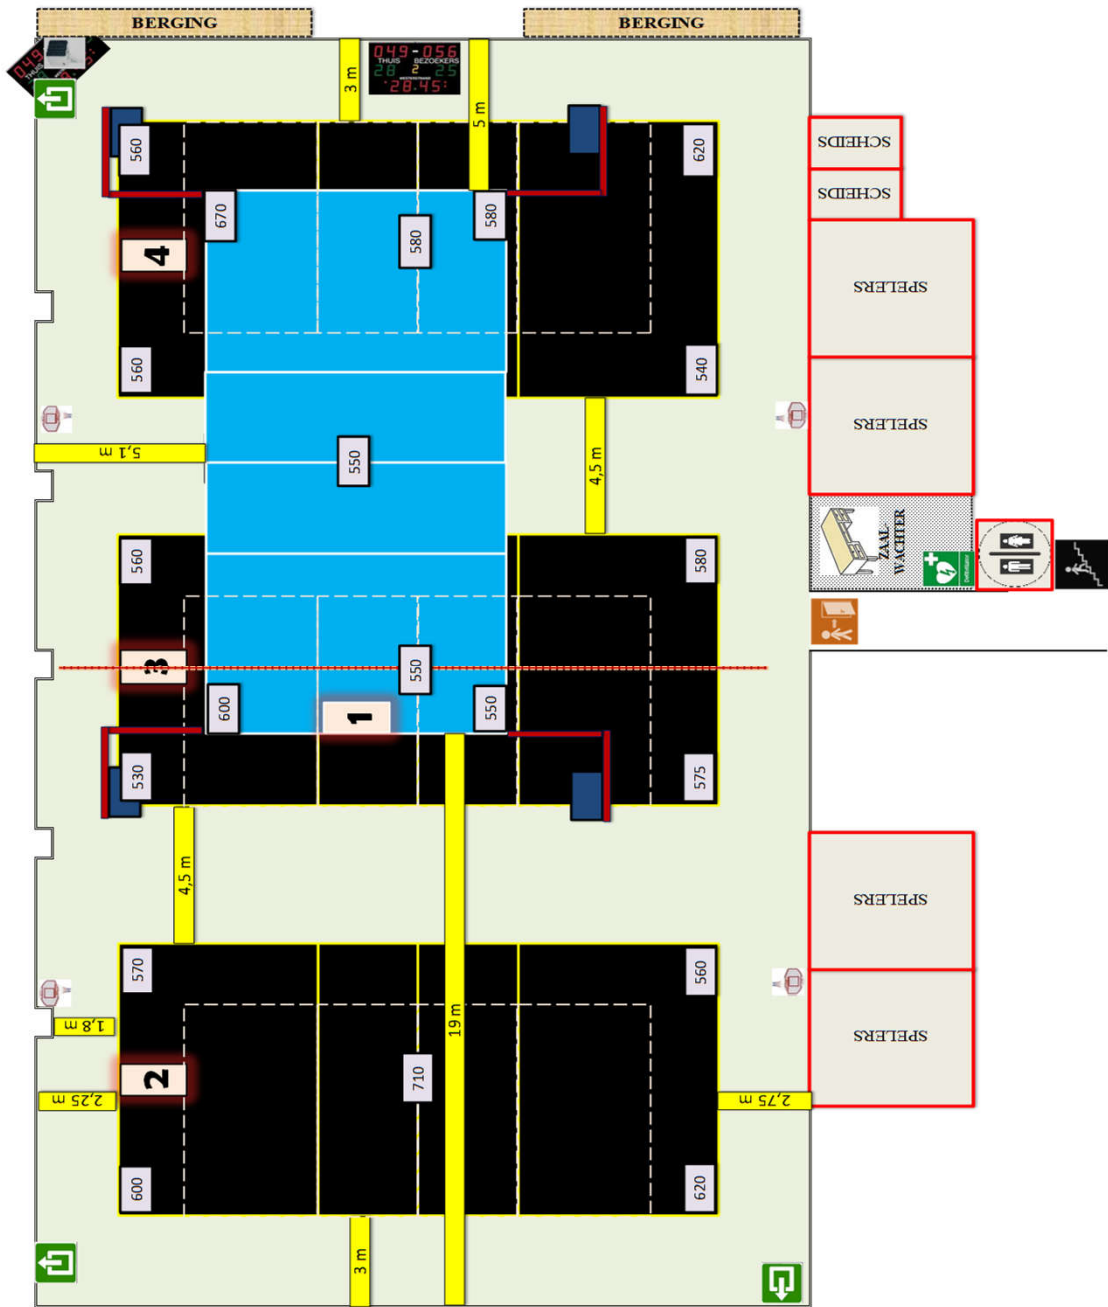 BERGING
BERGING
049-056
THUIS BEZOEKERS
28 2 25
28.45:
049
THUIS
3 m
5 m
560
620
SCHEIDS
SCHEIDS
670
580
580
4
SPELERS
560
540
SPELERS
5,1 m
550
4,5 m
ZAAL-
WACHTER
560
580
3
550
600
1
550
530
575
4,5 m
SPELERS
570
560
SPELERS
1,8 m
19 m
2
710
2,25 m
2,75 m
600
620
3 m